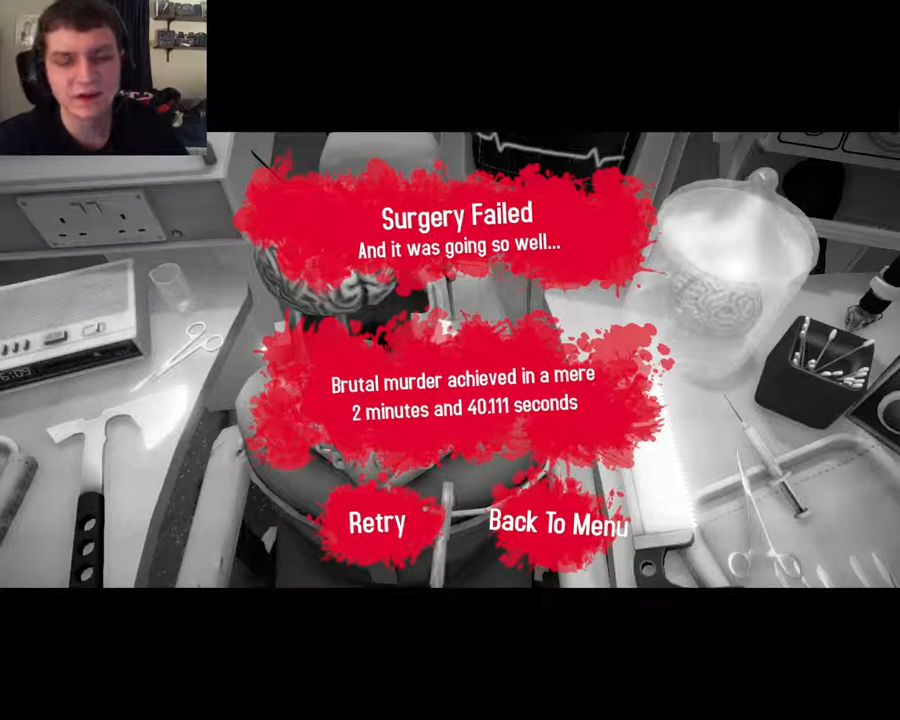 Surgery Failed
And it was going so well...
Brutal murder achieved in a mere
2 minutes and 40.111 seconds
Retry
Back To Menu